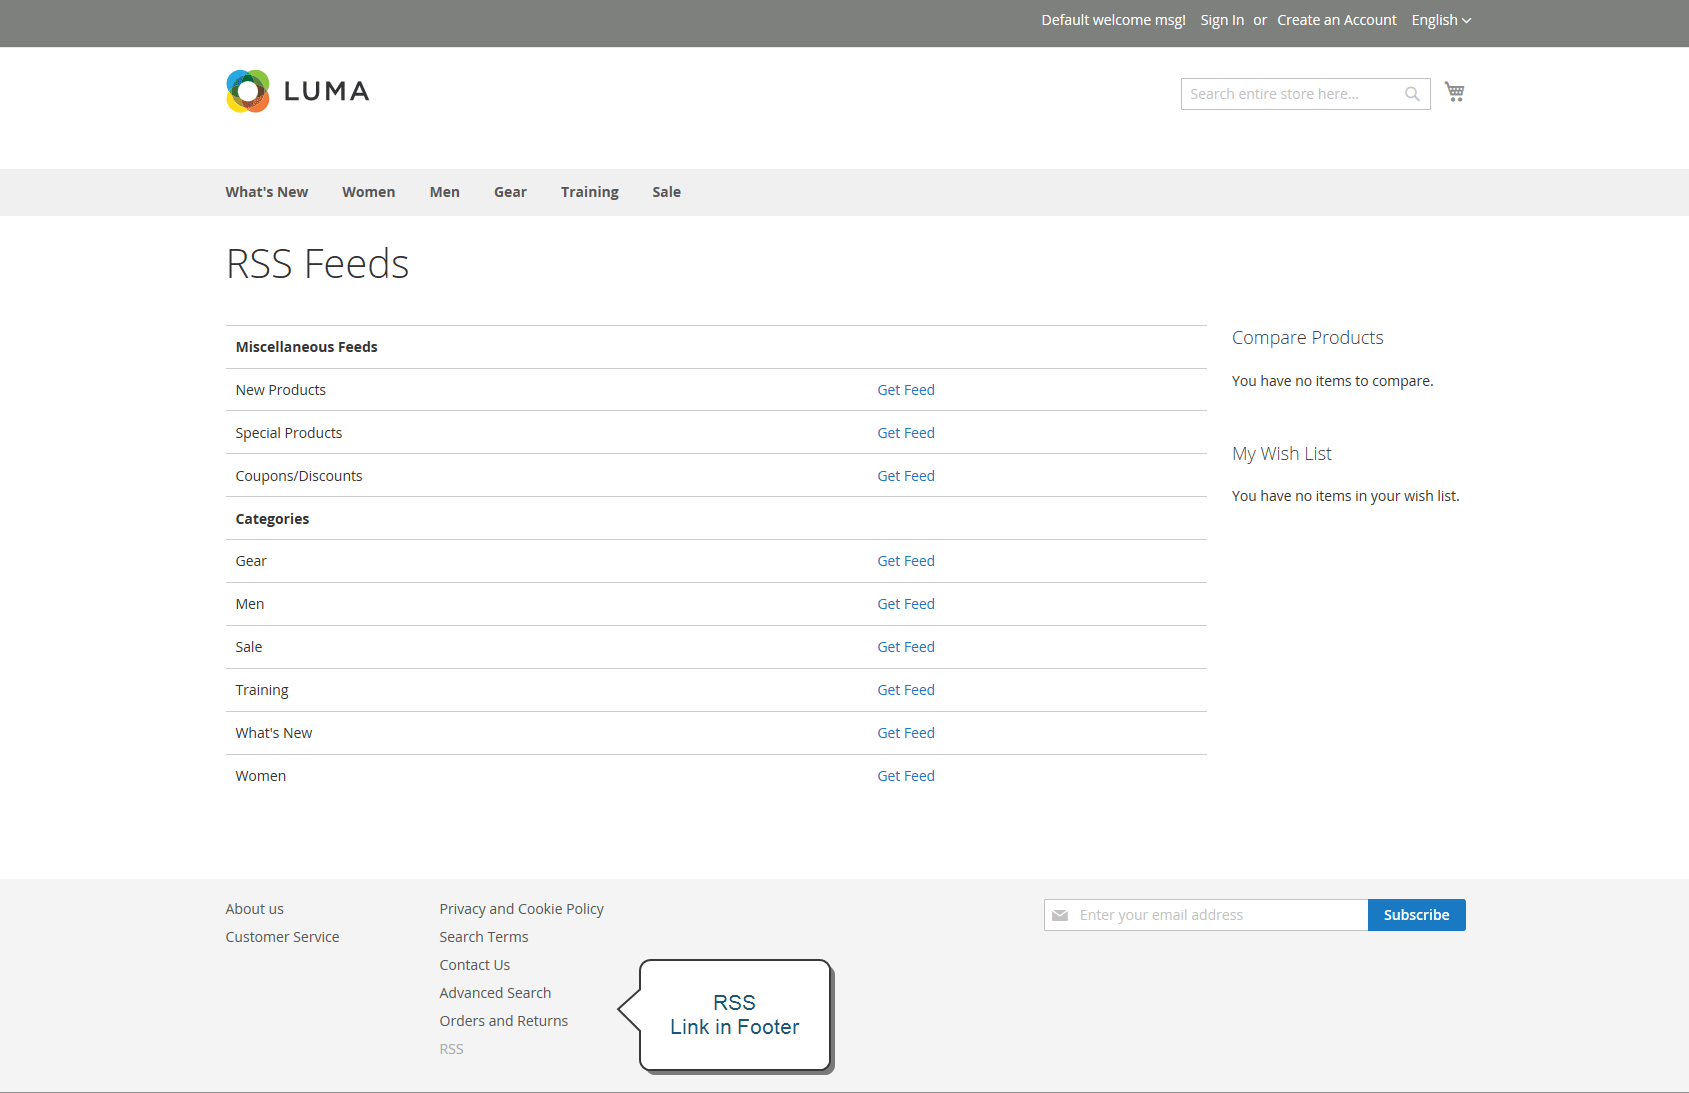 Default welcome msg! Sign In or Create an Account English
LUMA
Search entire store here...
What's New Women Men Gear Training Sale
RSS Feeds
Miscellaneous Feeds
New Products Get Feed
Special Products Get Feed
Coupons/Discounts Get Feed
Categories
Gear Get Feed
Men Get Feed
Sale Get Feed
Training Get Feed
What's New Get Feed
Women Get Feed
Compare Products
You have no items to compare.
My Wish List
You have no items in your wish list.
About us
Customer Service
Privacy and Cookie Policy
Search Terms
Contact Us
Advanced Search
Orders and Returns
RSS
RSS
Link in Footer
Enter your email address Subscribe